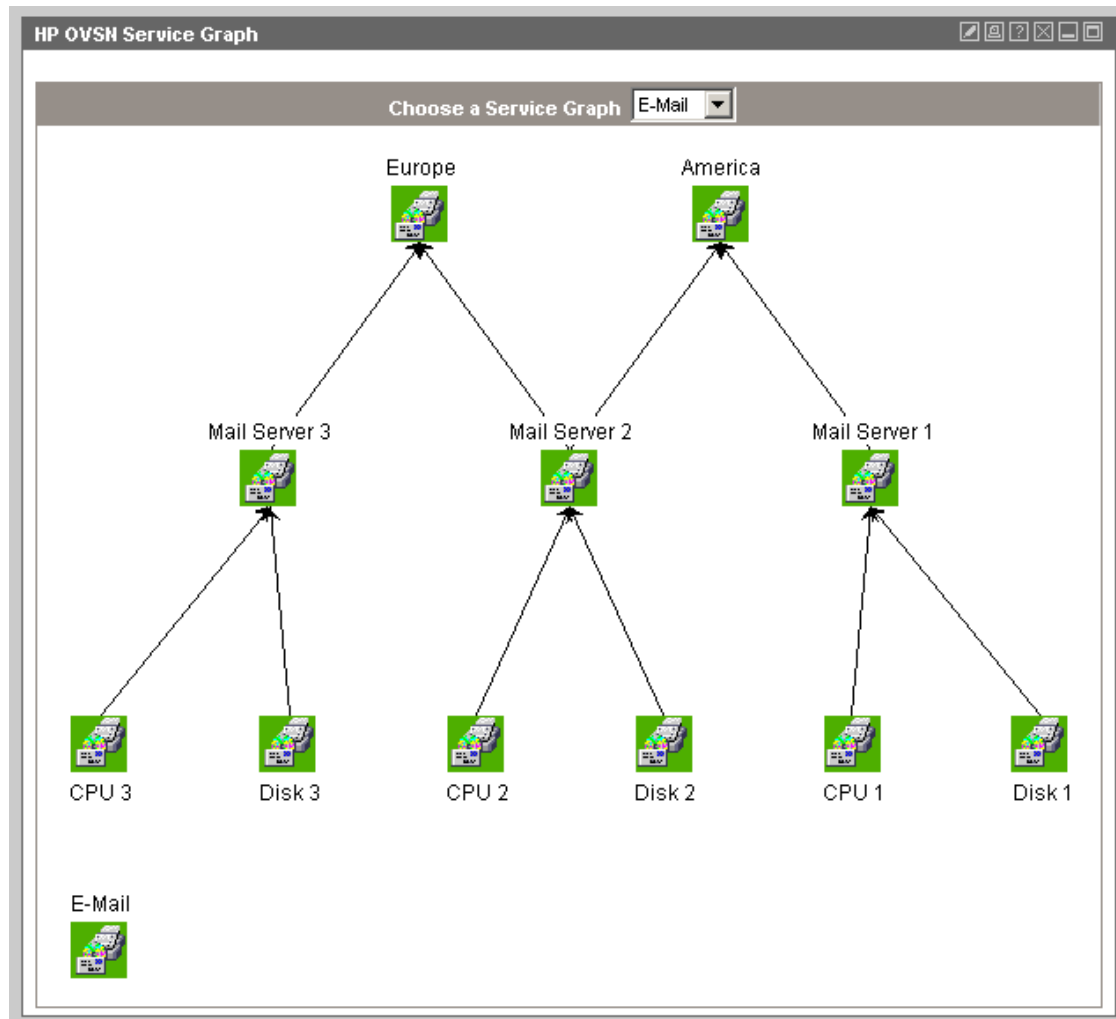 HP OVSN Service Graph
Choose a Service Graph E-Mail
Europe America
Mail Server 3 Mail Server 2 Mail Server 1
CPU 3 Disk 3 CPU 2 Disk 2 CPU 1 Disk 1
E-Mail